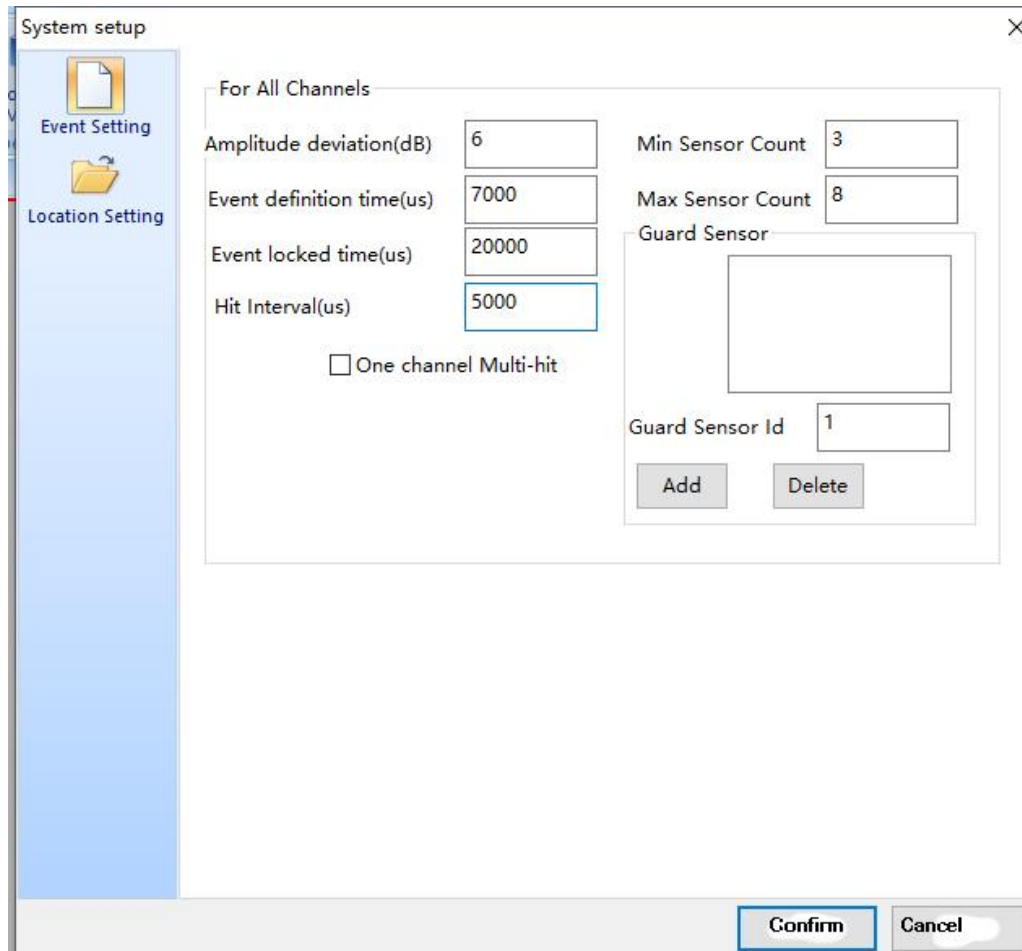 System setup
Event Setting
Location Setting
For All Channels
Amplitude deviation(dB) 6
Event definition time(us) 7000
Event locked time(us) 20000
Hit Interval(us) 5000
One channel Multi-hit
Min Sensor Count 3
Max Sensor Count 8
Guard Sensor
Guard Sensor Id 1
Add Delete
Confirm Cancel